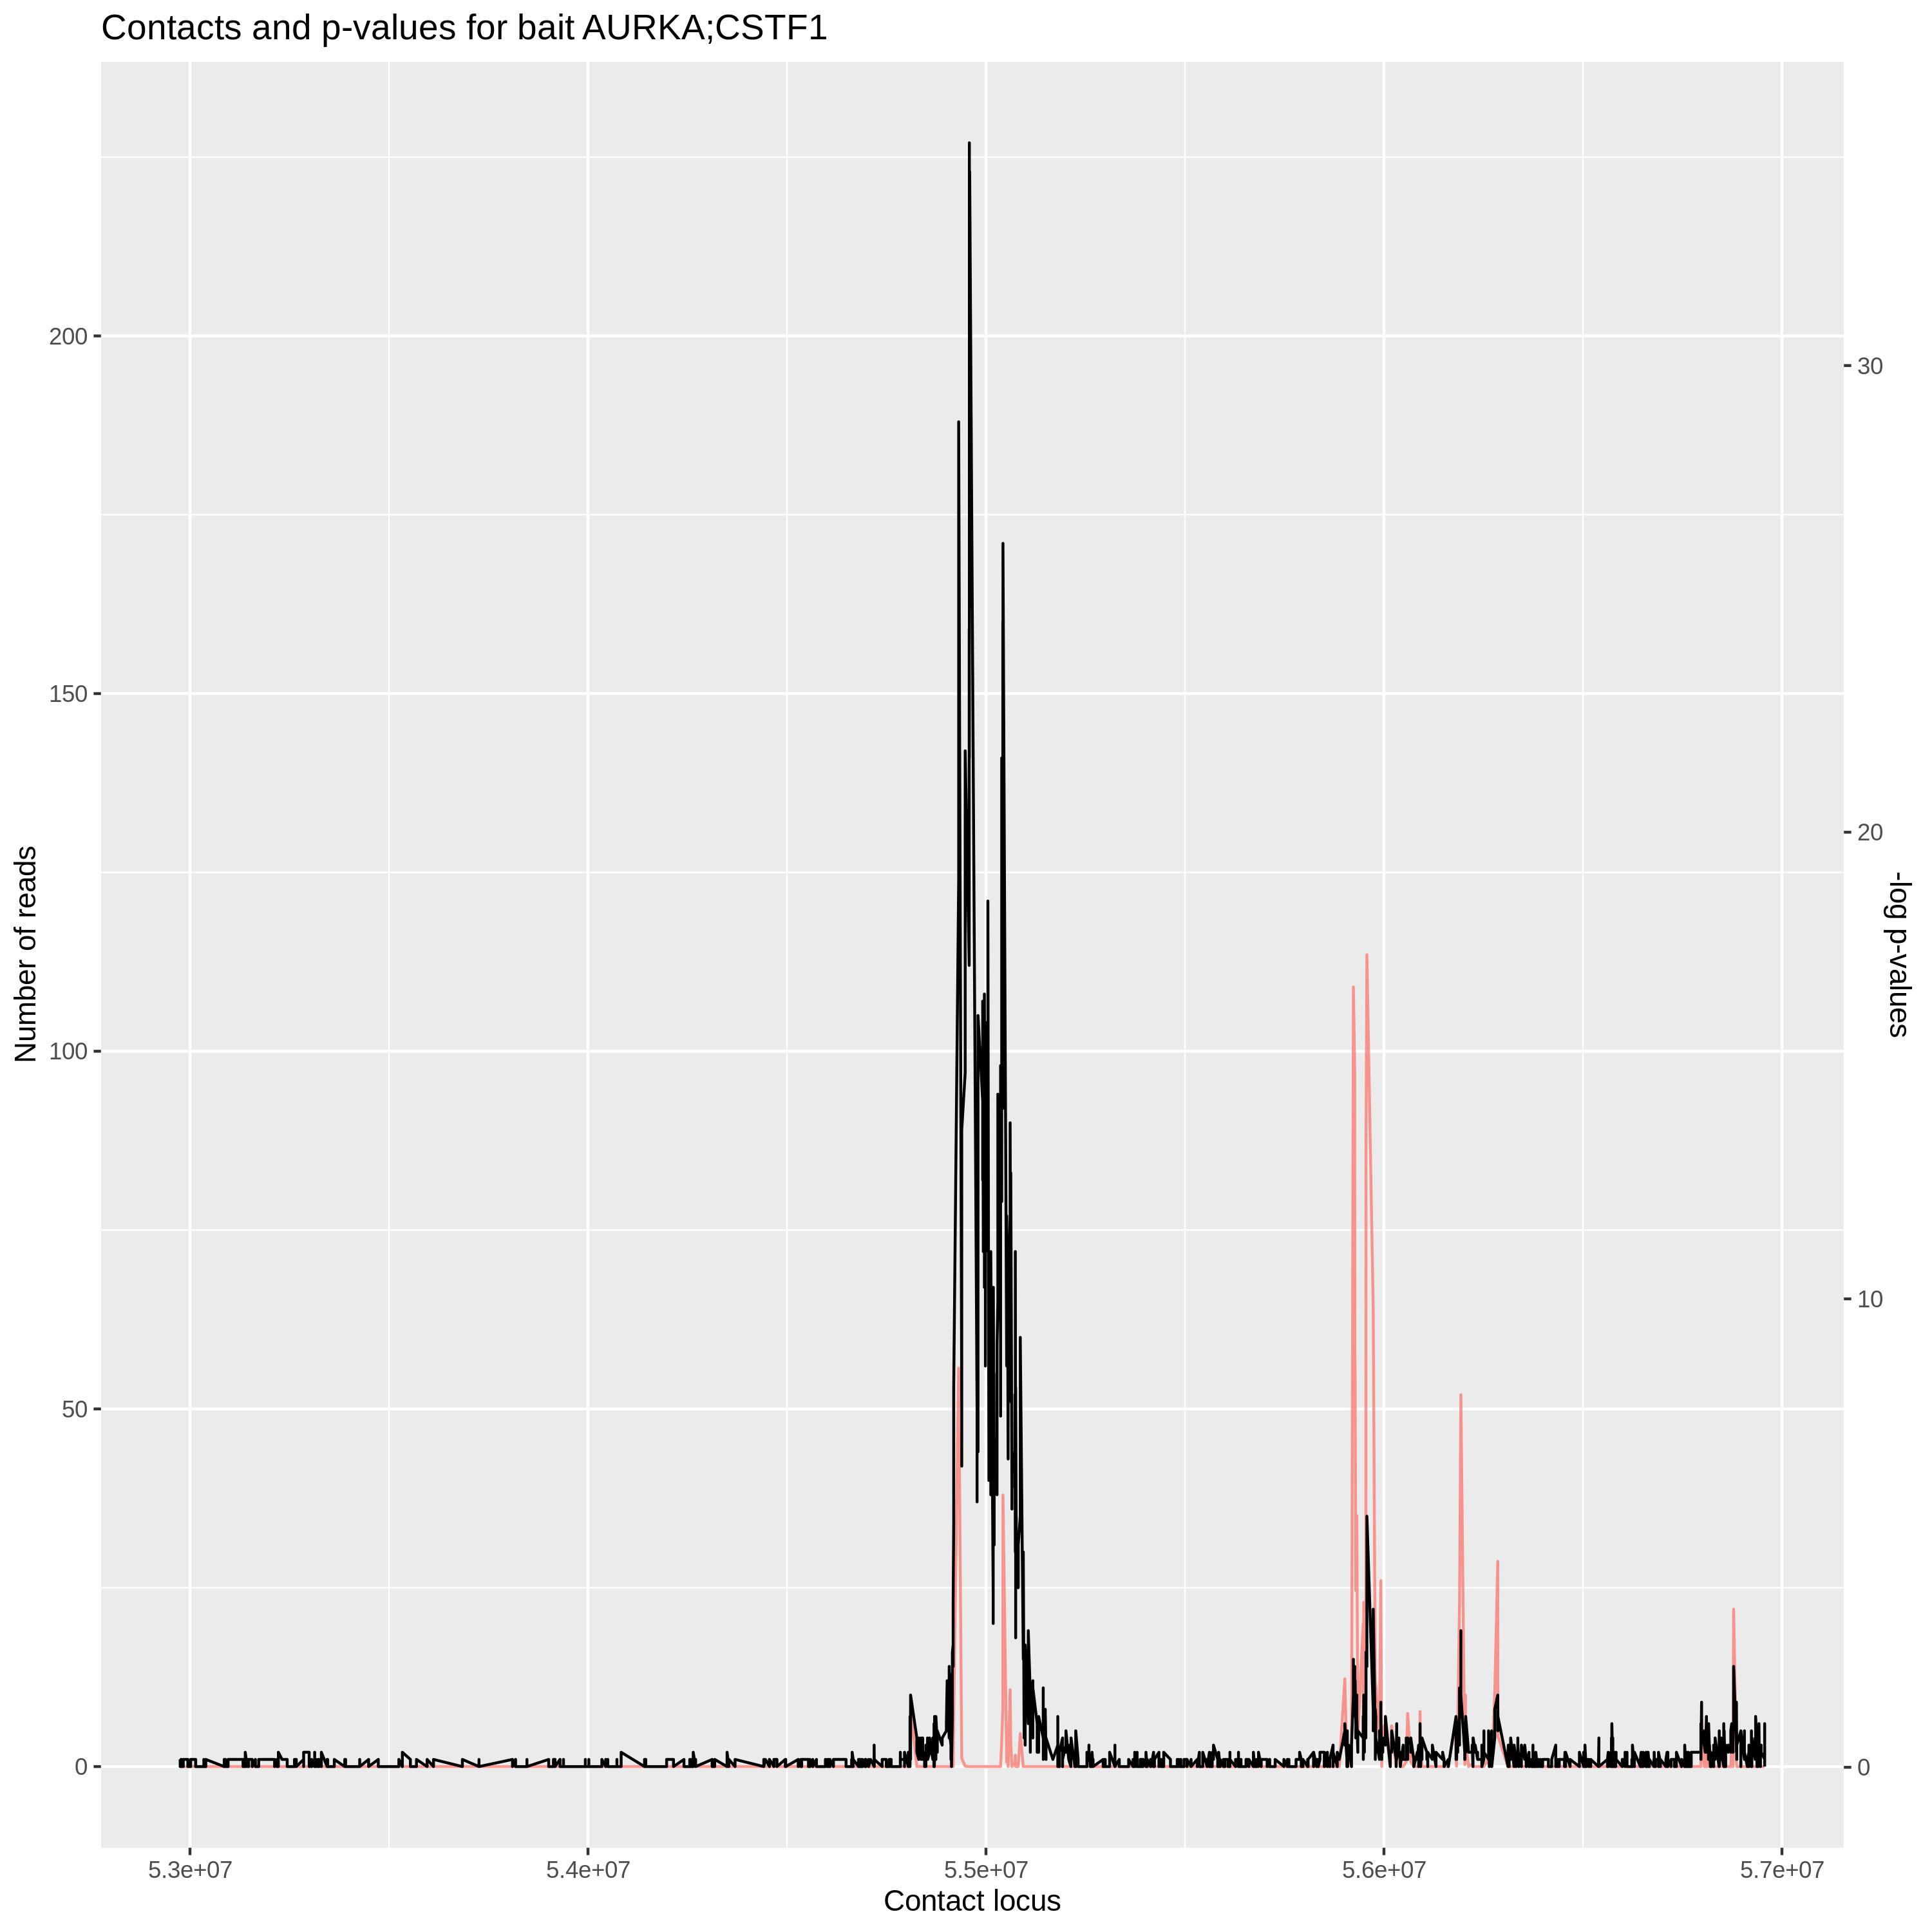 Contacts and p-values for bait AURKA;CSTF1
200
150
100
50
0
Number of reads
30
20
10
0
-log p-values
5.3e+07
5.4e+07
5.5e+07
5.6e+07
5.7e+07
Contact locus